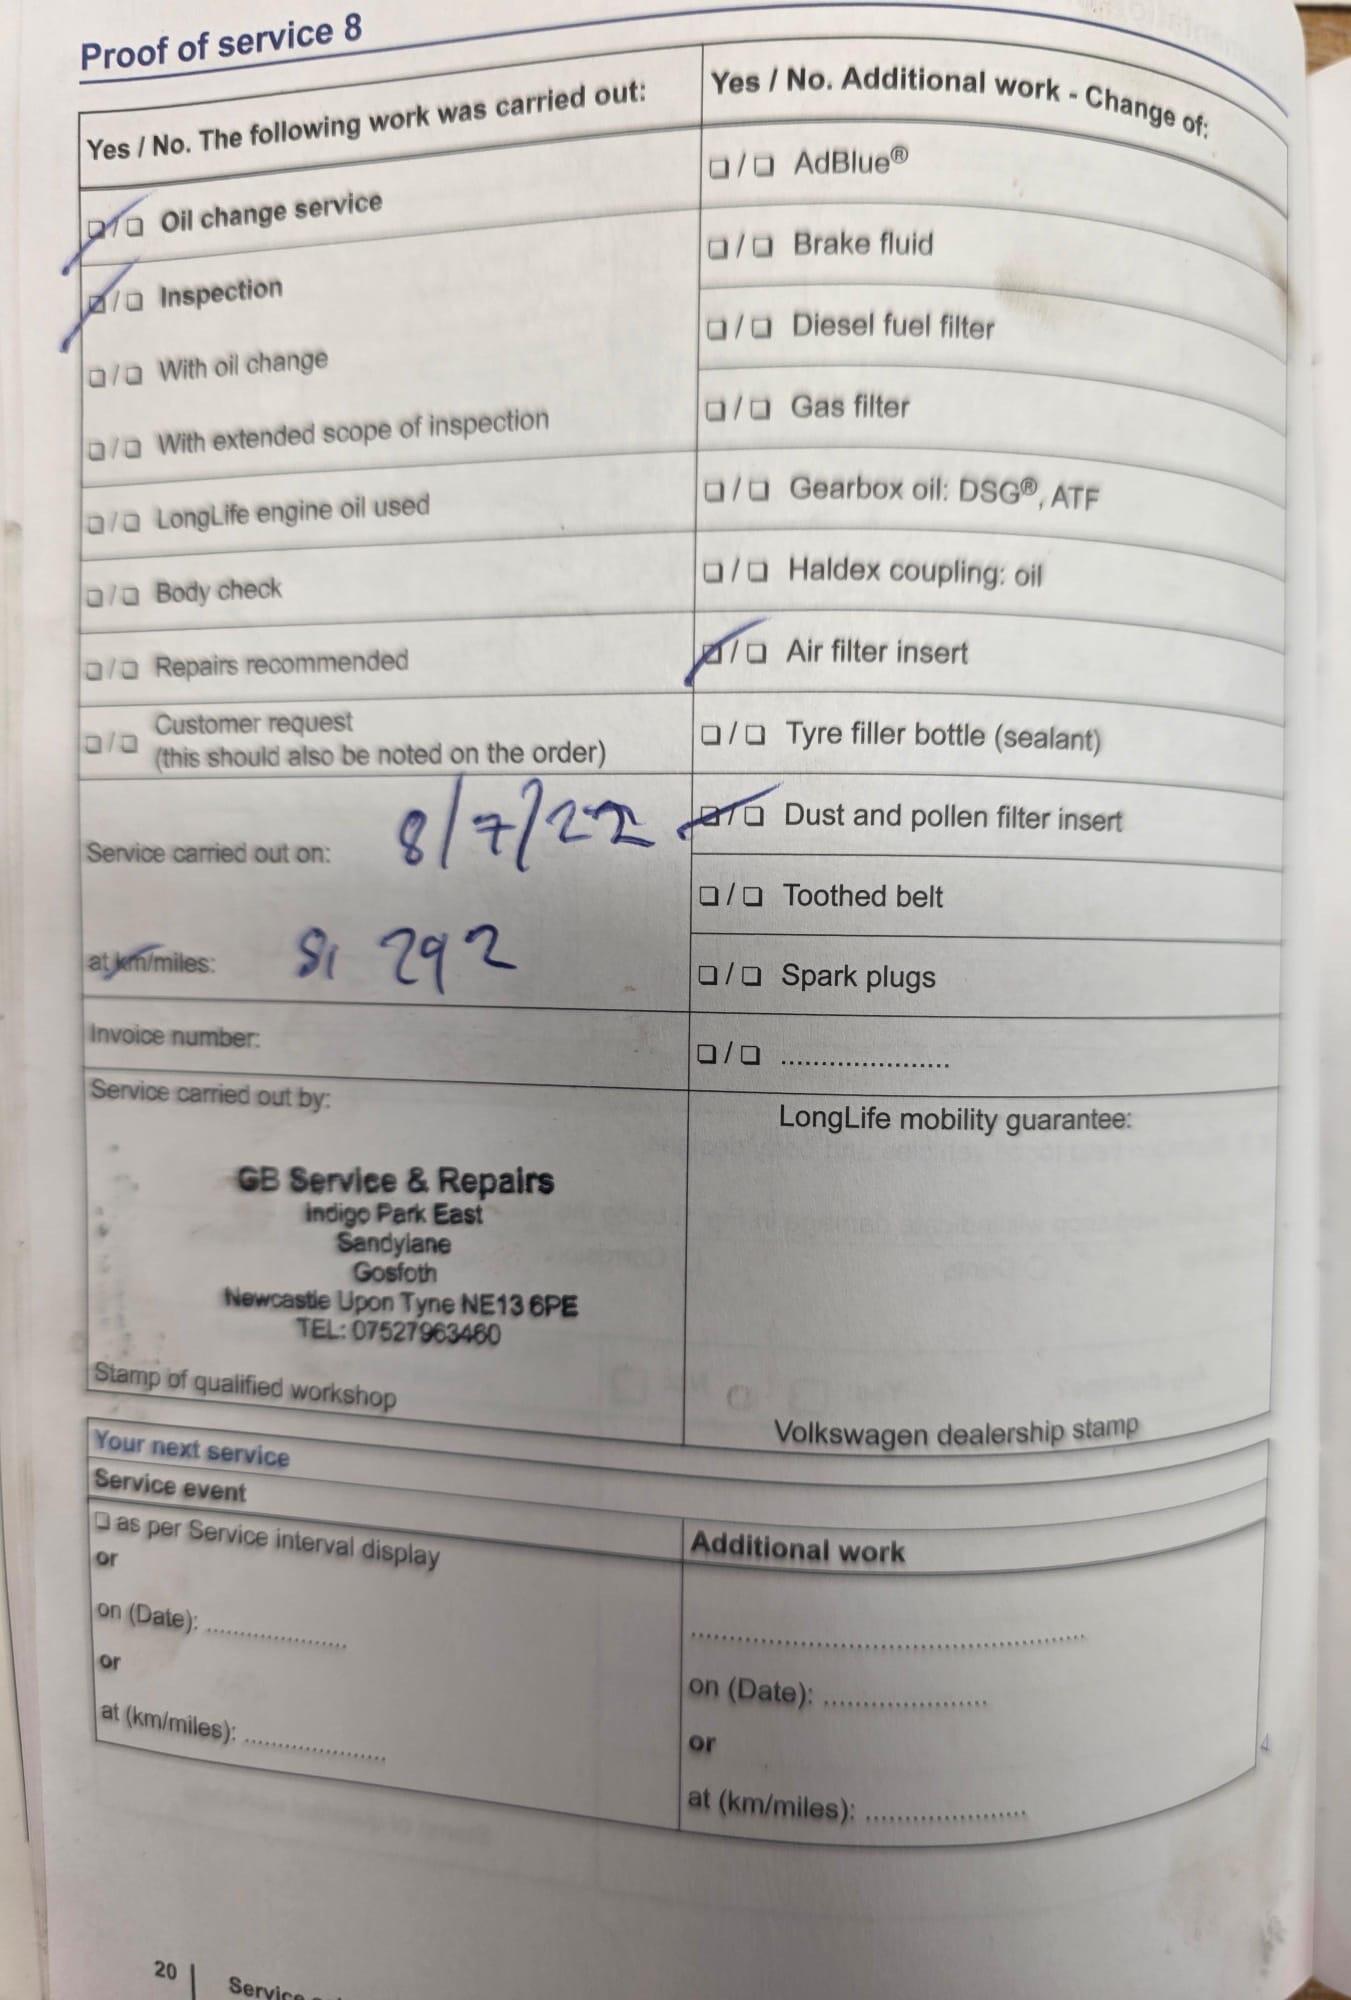 Proof of service 8
Yes / No. The following work was carried out:
❏/❏ Oil change service
❏/❏ Inspection
❏/❏ With oil change
❏/❏ With extended scope of inspection
❏/❏ LongLife engine oil used
❏/❏ Body check
❏/❏ Repairs recommended
❏/❏ Customer request
(this should also be noted on the order)
Service carried out on: 8/7/22
at km/miles: 81 292
Invoice number:
Service carried out by:
GB Service & Repairs
Indigo Park East
Sandylane
Gosfoth
Newcastle Upon Tyne NE13 6PE
TEL: 07527963460
Stamp of qualified workshop
Yes / No. Additional work - Change of:
❏/❏ AdBlue®
❏/❏ Brake fluid
❏/❏ Diesel fuel filter
❏/❏ Gas filter
❏/❏ Gearbox oil: DSG®, ATF
❏/❏ Haldex coupling: oil
❏/❏ Air filter insert
❏/❏ Tyre filler bottle (sealant)
❏/❏ Dust and pollen filter insert
❏/❏ Toothed belt
❏/❏ Spark plugs
❏/❏ .....................
LongLife mobility guarantee:
Volkswagen dealership stamp
Your next service
Service event
❏ as per Service interval display
or
on (Date): .....................
or
at (km/miles): .....................
Additional work
..................................................
on (Date): .....................
or
at (km/miles): .....................
4
20 | Service